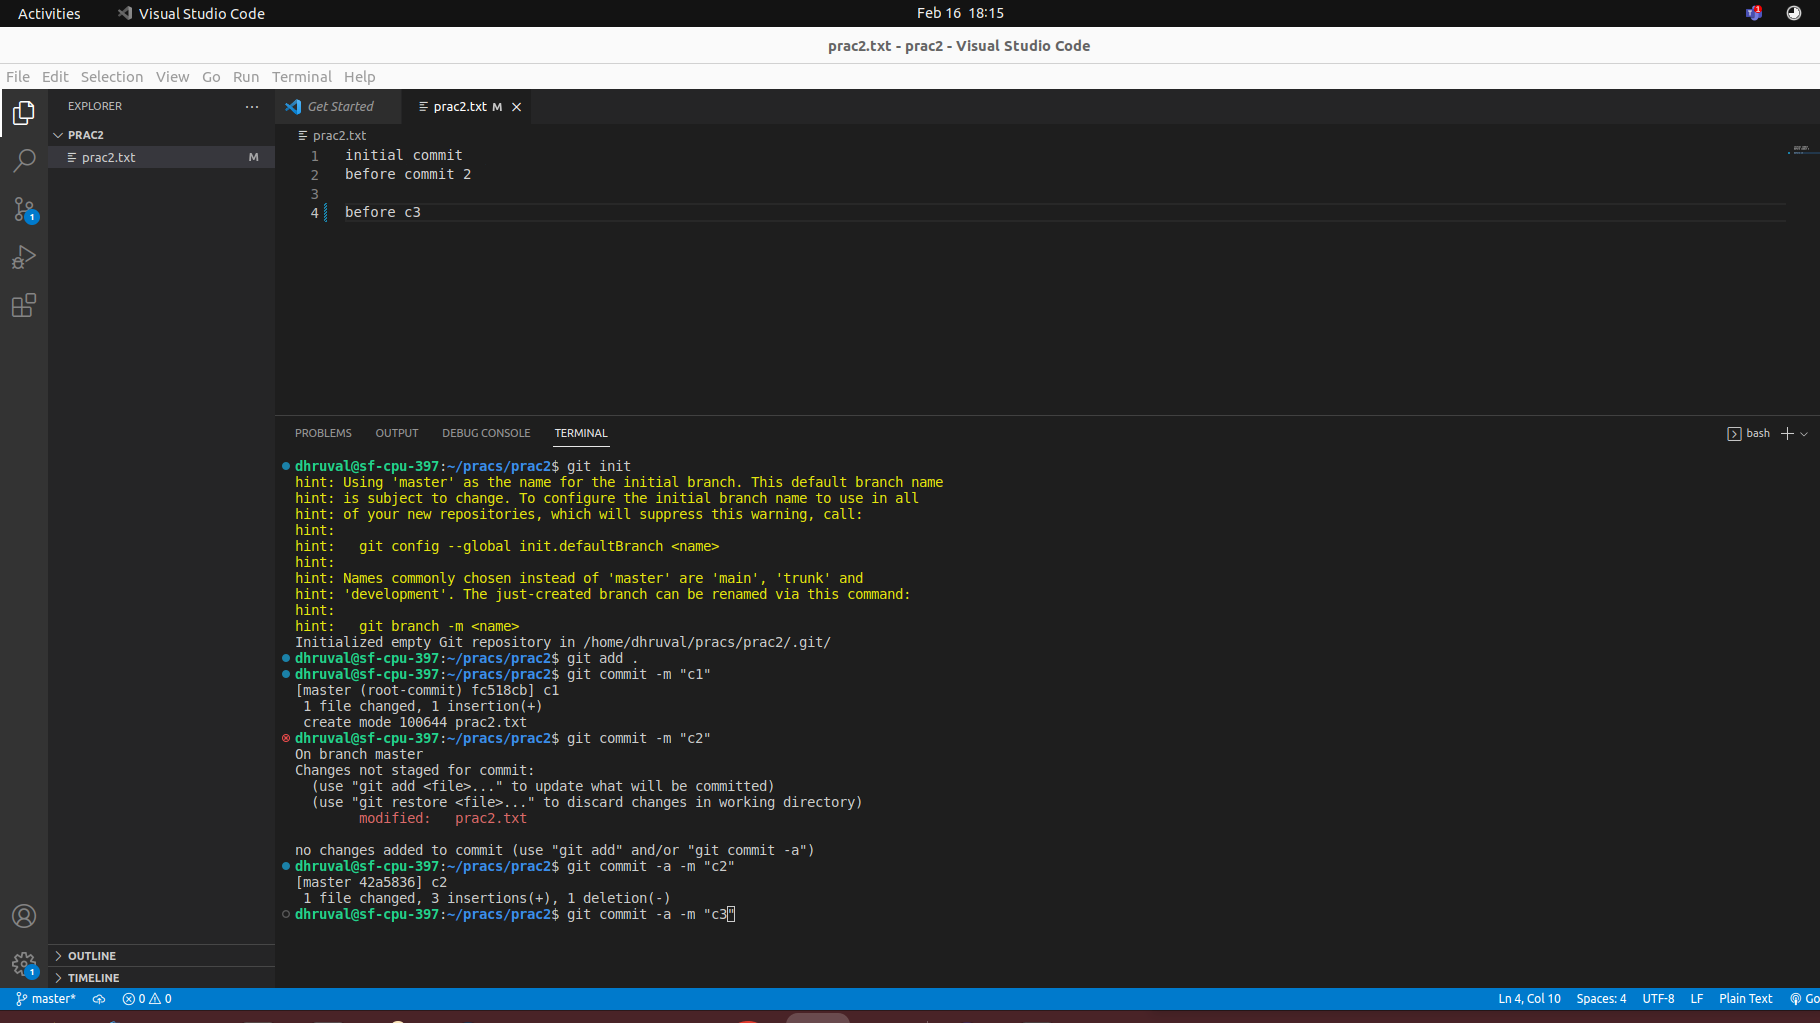 Activities
Visual Studio Code
Feb 16 18:15
1
prac2.txt - prac2 - Visual Studio Code
File Edit Selection View Go Run Terminal Help
EXPLORER
Get Started
prac2.txt M
PRAC2
prac2.txt M
prac2.txt
1 initial commit
2 before commit 2
3
4 before c3
1
PROBLEMS OUTPUT DEBUG CONSOLE TERMINAL
bash
dhruval@sf-cpu-397:~/pracs/prac2$ git init
hint: Using 'master' as the name for the initial branch. This default branch name
hint: is subject to change. To configure the initial branch name to use in all
hint: of your new repositories, which will suppress this warning, call:
hint:
hint:   git config --global init.defaultBranch <name>
hint:
hint: Names commonly chosen instead of 'master' are 'main', 'trunk' and
hint: 'development'. The just-created branch can be renamed via this command:
hint:
hint:   git branch -m <name>
Initialized empty Git repository in /home/dhruval/pracs/prac2/.git/
dhruval@sf-cpu-397:~/pracs/prac2$ git add .
dhruval@sf-cpu-397:~/pracs/prac2$ git commit -m "c1"
[master (root-commit) fc518cb] c1
 1 file changed, 1 insertion(+)
 create mode 100644 prac2.txt
dhruval@sf-cpu-397:~/pracs/prac2$ git commit -m "c2"
On branch master
Changes not staged for commit:
  (use "git add <file>..." to update what will be committed)
  (use "git restore <file>..." to discard changes in working directory)
        modified:   prac2.txt
no changes added to commit (use "git add" and/or "git commit -a")
dhruval@sf-cpu-397:~/pracs/prac2$ git commit -a -m "c2"
[master 42a5836] c2
 1 file changed, 3 insertions(+), 1 deletion(-)
dhruval@sf-cpu-397:~/pracs/prac2$ git commit -a -m "c3"
OUTLINE
1
TIMELINE
master* 0 0
Ln 4, Col 10 Spaces: 4 UTF-8 LF Plain Text Go